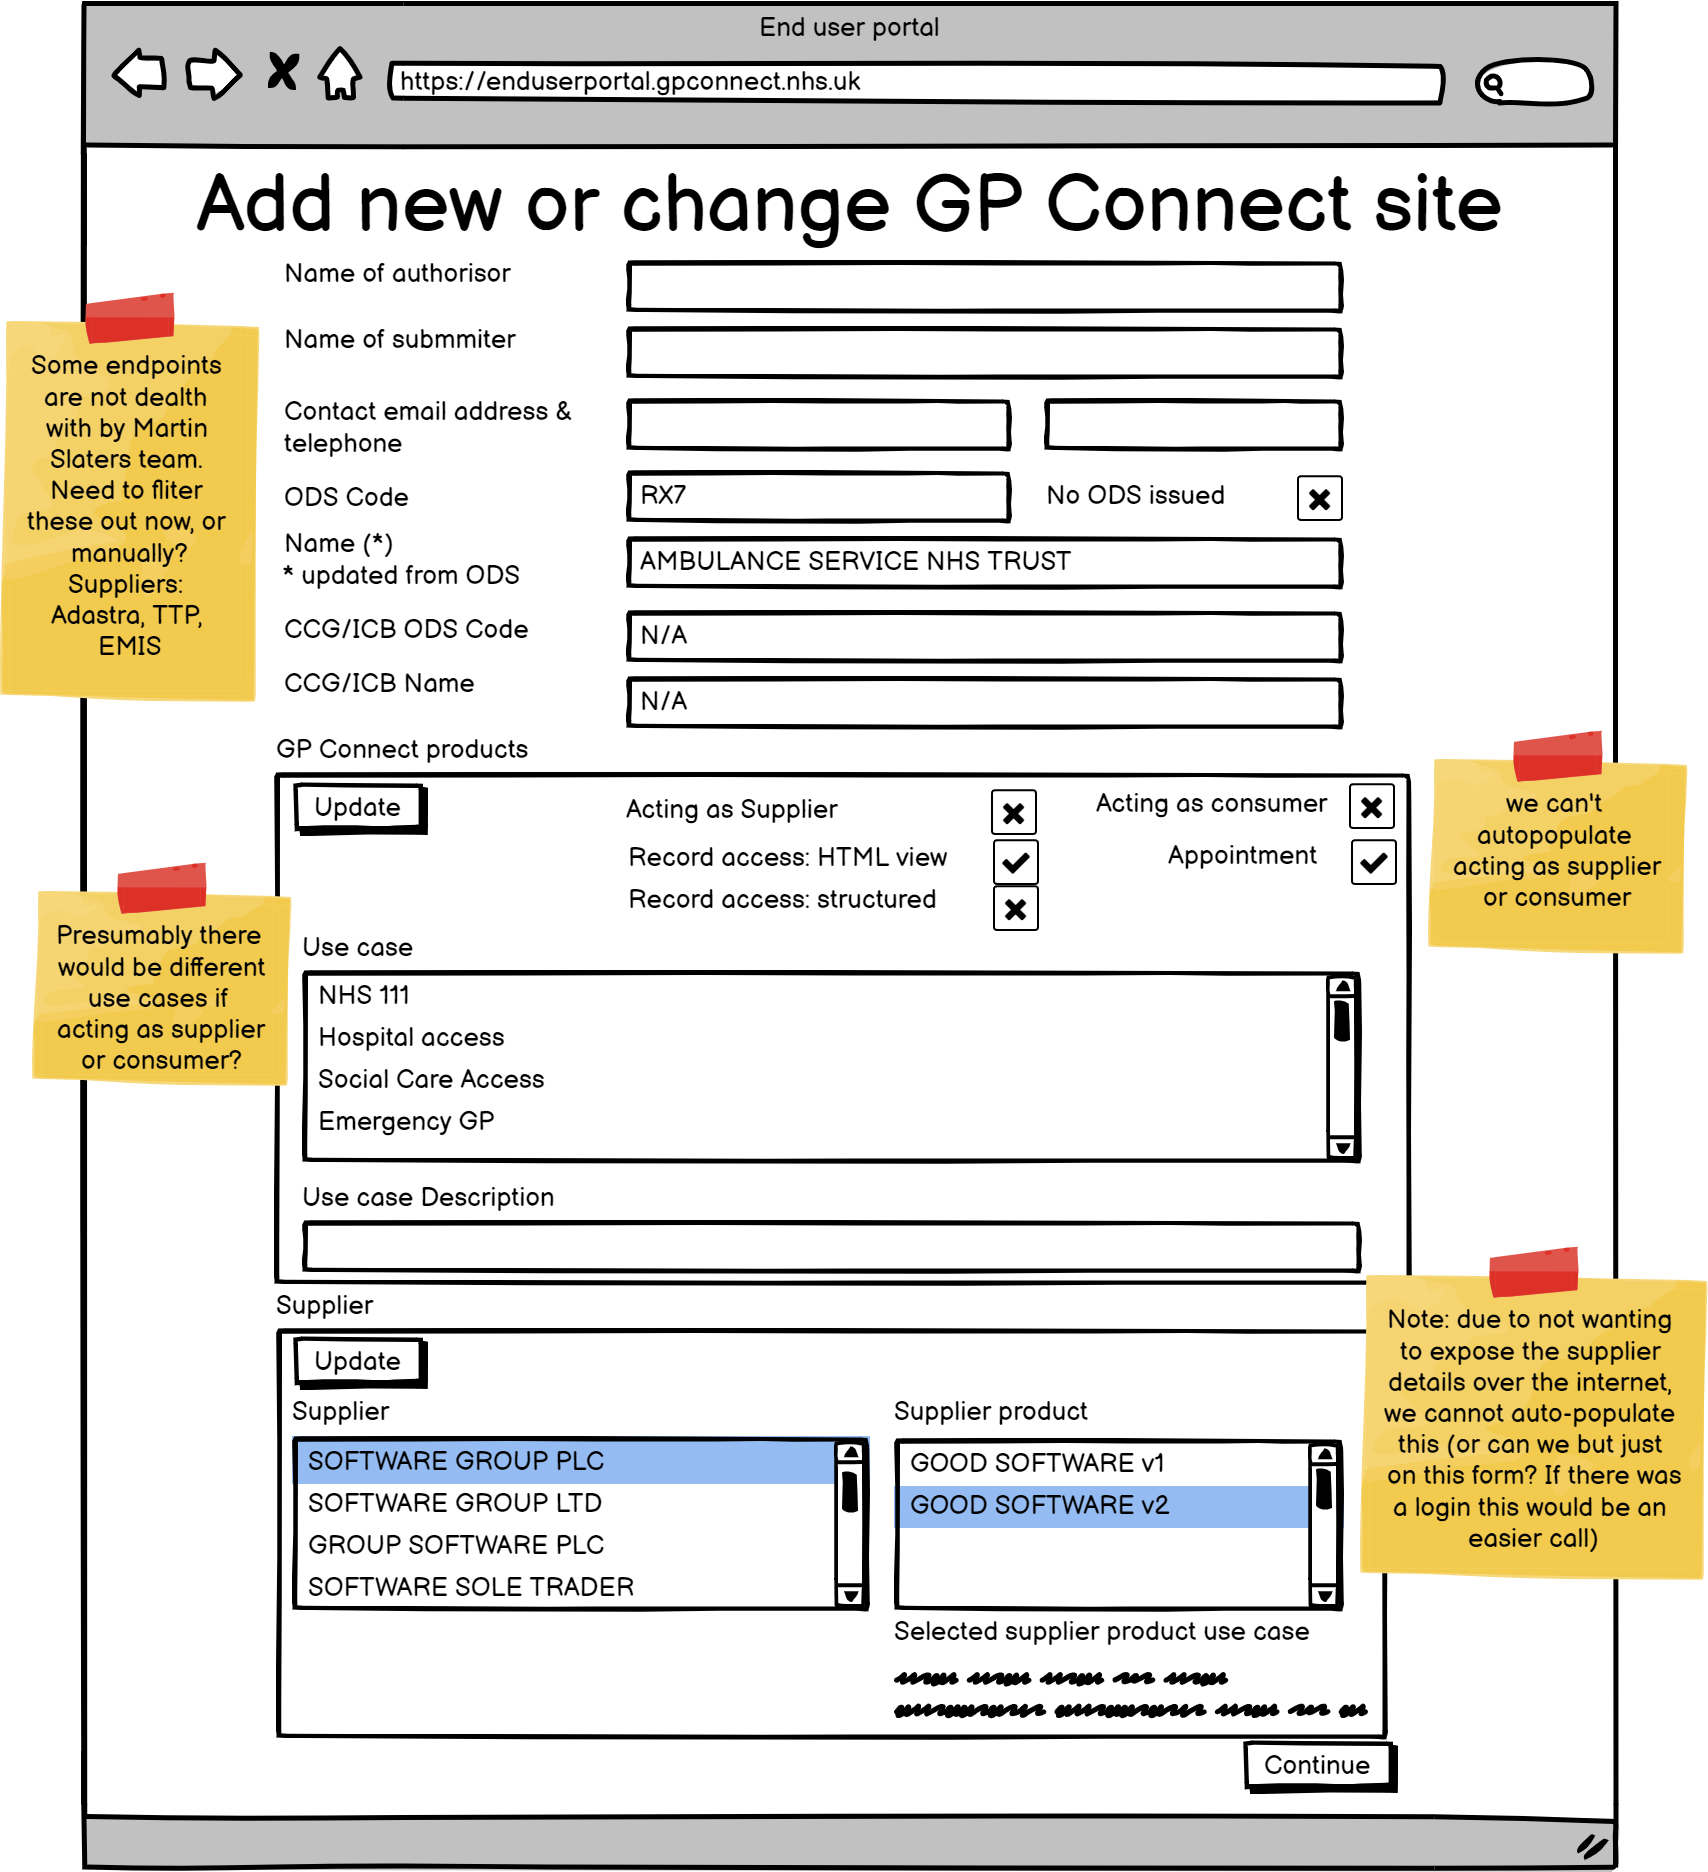 End user portal
https://enduserportal.gpconnect.nhs.uk
Add new or change GP Connect site
Name of authorisor
Name of submmiter
Contact email address &
telephone
ODS Code
RX7
No ODS issued
Name (*)
* updated from ODS
AMBULANCE SERVICE NHS TRUST
CCG/ICB ODS Code
N/A
CCG/ICB Name
N/A
Some endpoints
are not dealth
with by Martin
Slaters team.
Need to fliter
these out now, or
manually?
Suppliers:
Adastra, TTP,
EMIS
GP Connect products
Update
Acting as Supplier
Acting as consumer
Record access: HTML view
Appointment
Record access: structured
we can't
autopopulate
acting as supplier
or consumer
Presumably there
would be different
use cases if
acting as supplier
or consumer?
Use case
NHS 111
Hospital access
Social Care Access
Emergency GP
Use case Description
Supplier
Update
Supplier
SOFTWARE GROUP PLC
SOFTWARE GROUP LTD
GROUP SOFTWARE PLC
SOFTWARE SOLE TRADER
Supplier product
GOOD SOFTWARE v1
GOOD SOFTWARE v2
Selected supplier product use case
Note: due to not wanting
to expose the supplier
details over the internet,
we cannot auto-populate
this (or can we but just
on this form? If there was
a login this would be an
easier call)
Continue